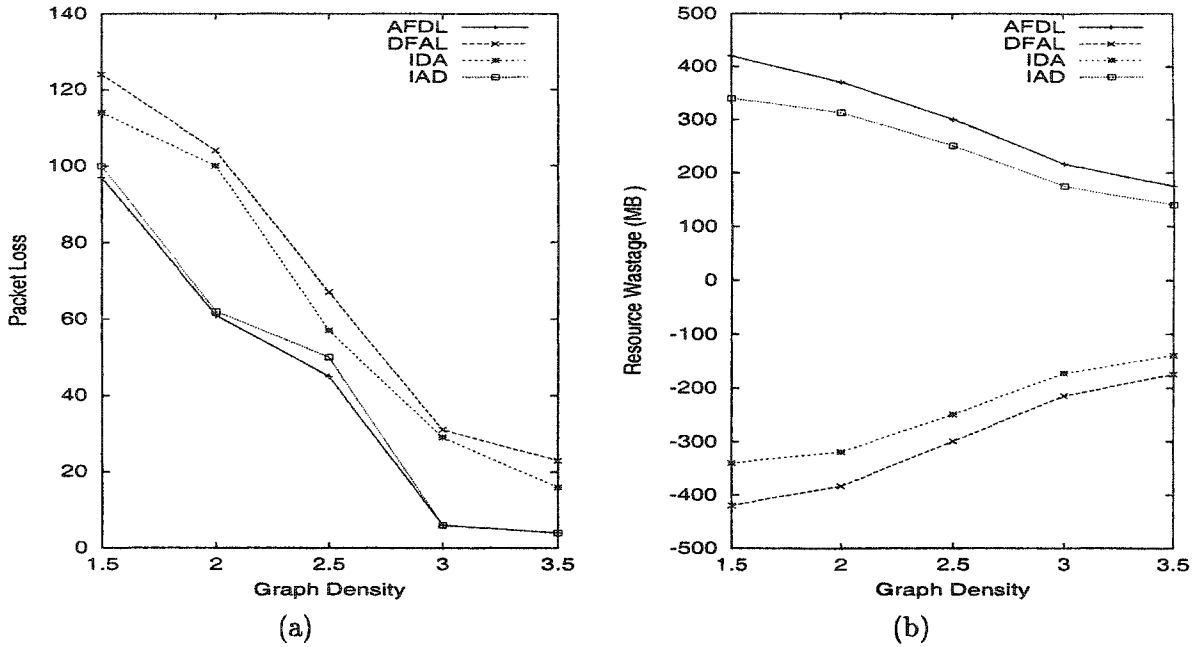 140
120
100
80
60
40
20
0
1.5
2
2.5
3
3.5
Packet Loss
Graph Density
AFDL
DFAL
IDA
IAD
(a)
500
400
300
200
100
0
-100
-200
-300
-400
-500
1.5
2
2.5
3
3.5
Resource Wastage (MB )
Graph Density
AFDL
DFAL
IDA
IAD
(b)